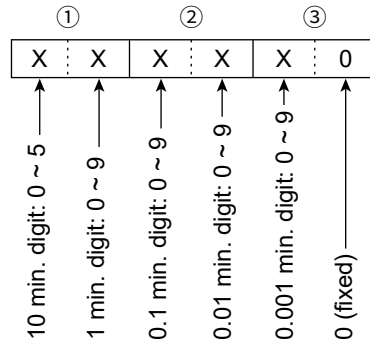 ① ② ③
X X X X X 0
10 min. digit: 0 ~ 5
1 min. digit: 0 ~ 9
0.1 min. digit: 0 ~ 9
0.01 min. digit: 0 ~ 9
0.001 min. digit: 0 ~ 9
0 (fixed)